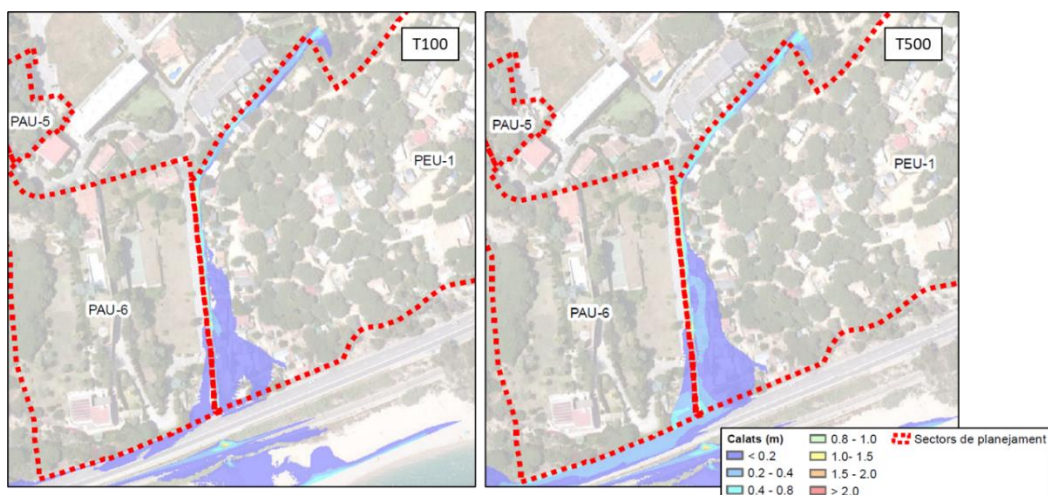 T100
PAU-5
PEU-1
PAU-6
T500
PAU-5
PEU-1
PAU-6
Calats (m)
< 0.2
0.2 - 0.4
0.4 - 0.8
0.8 - 1.0
1.0- 1.5
1.5 - 2.0
> 2.0
Sectors de planejament